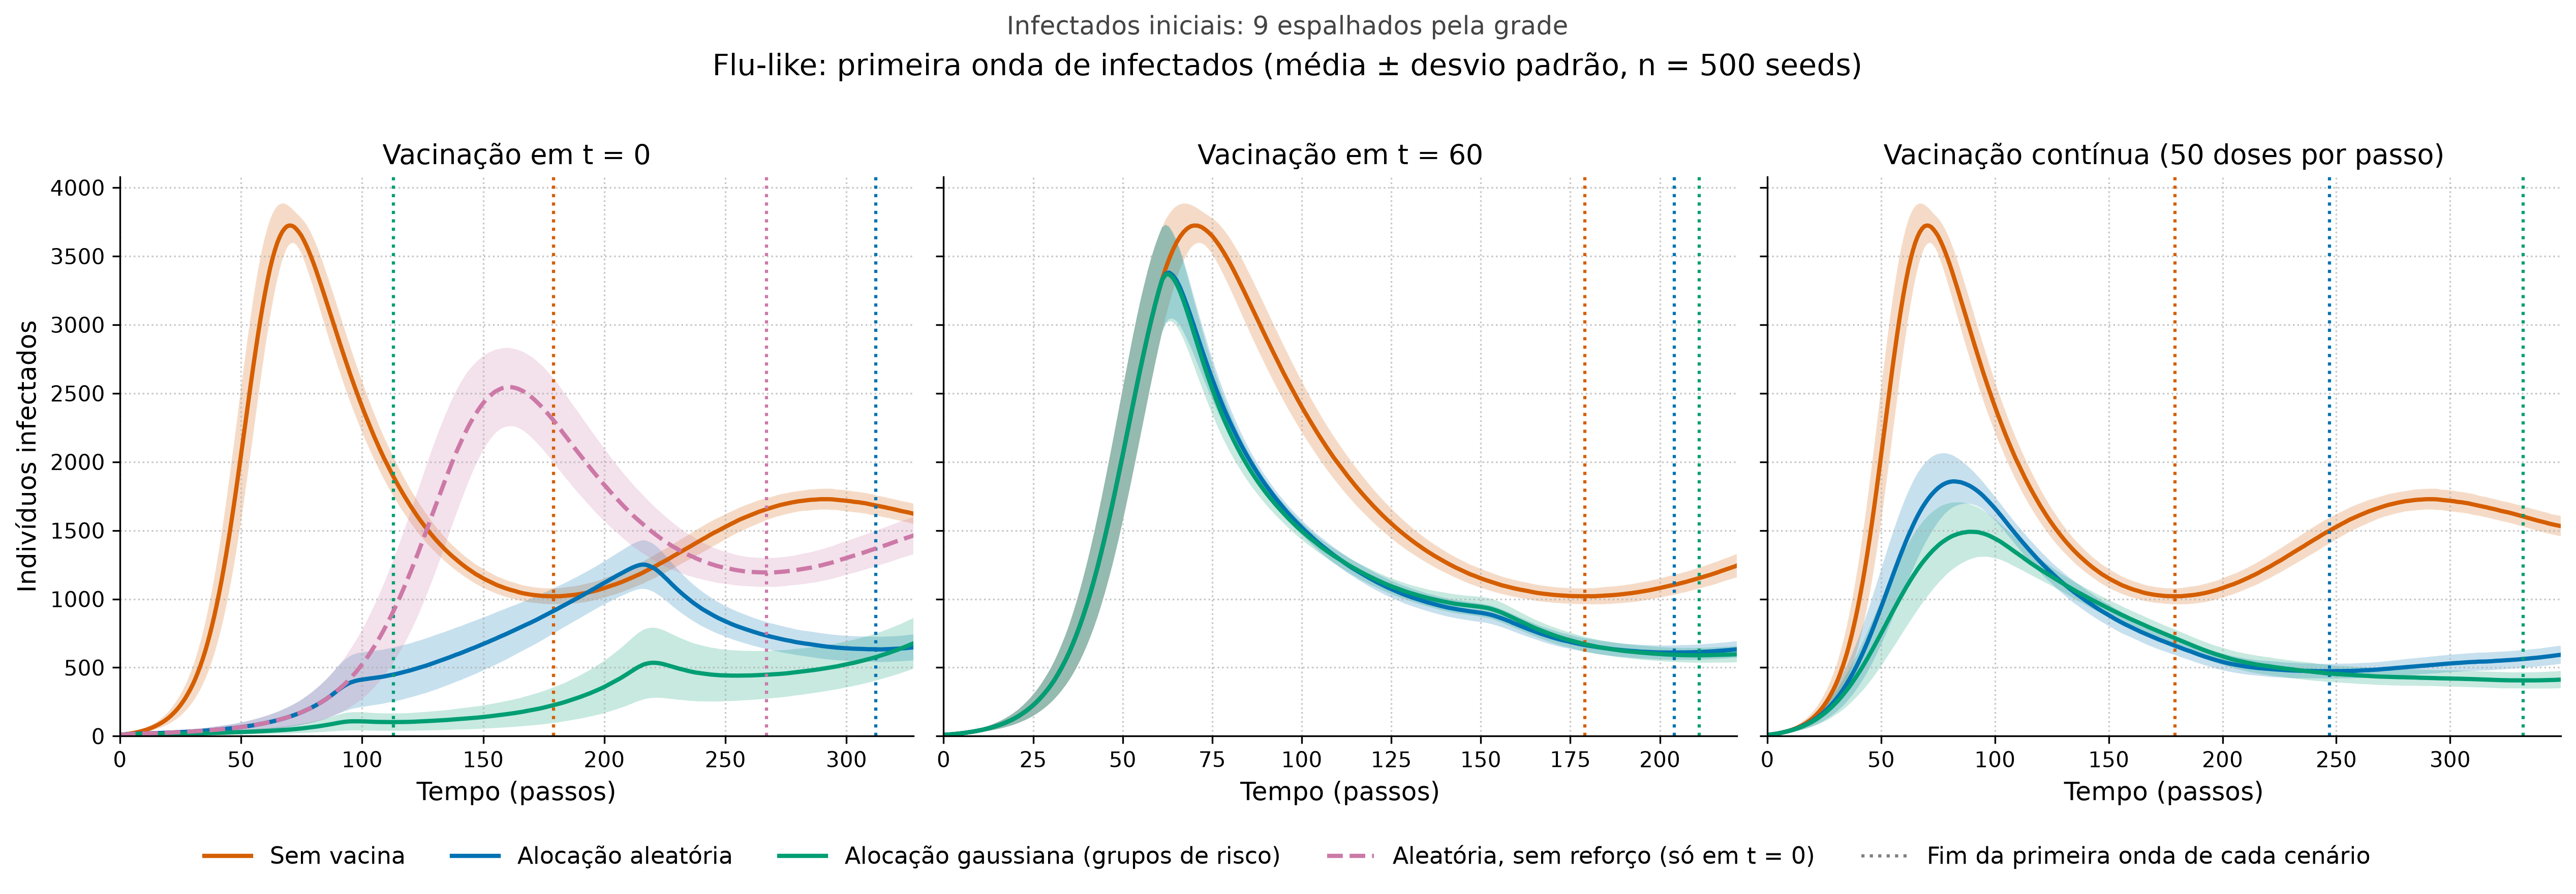 Infectados iniciais: 9 espalhados pela grade
Flu-like: primeira onda de infectados (média ± desvio padrão, n = 500 seeds)
Vacinação em t = 0
Vacinação em t = 60
Vacinação contínua (50 doses por passo)
Indivíduos infectados
4000
3500
3000
2500
2000
1500
1000
500
0
0 50 100 150 200 250 300
0 25 50 75 100 125 150 175 200
0 50 100 150 200 250 300
Tempo (passos)
Tempo (passos)
Tempo (passos)
Sem vacina
Alocação aleatória
Alocação gaussiana (grupos de risco)
Aleatória, sem reforço (só em t = 0)
Fim da primeira onda de cada cenário